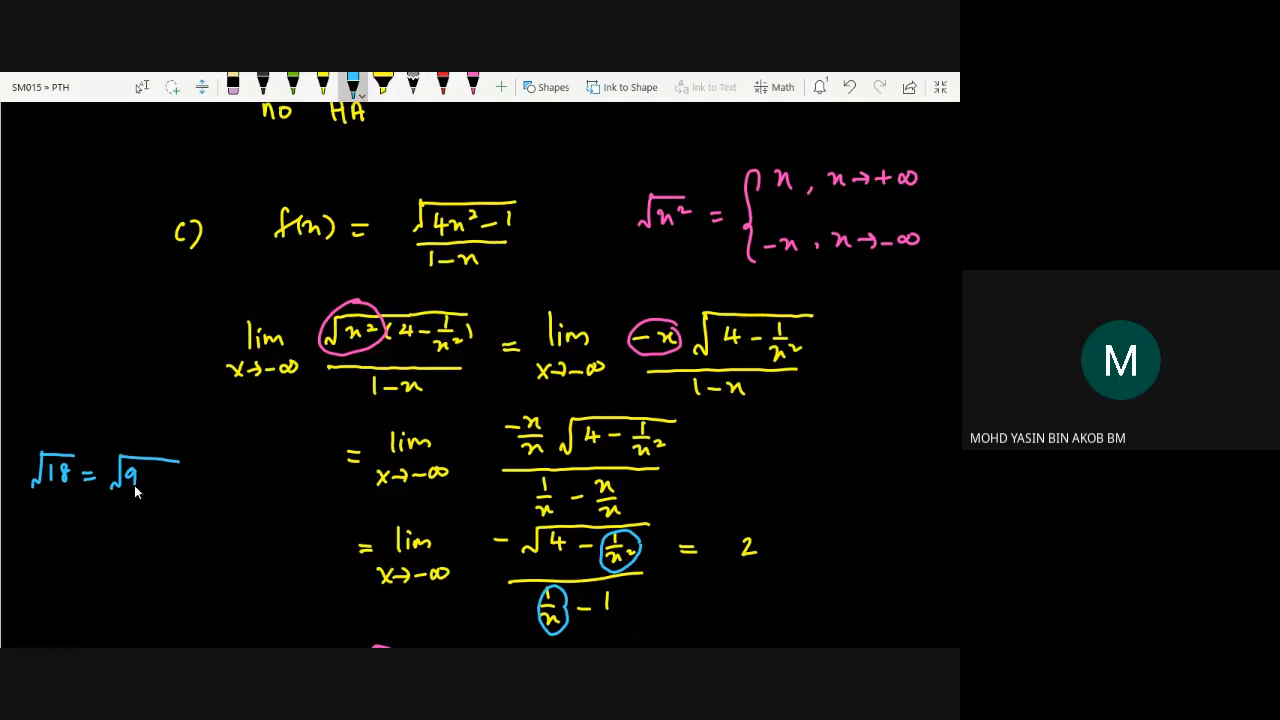 SM015 » PTH
Shapes
Ink to Shape
Ink to Text
Math
no HA
c) f(x) = √(4x² - 1) / (1 - x)
√x² = { x , x → +∞
-x , x → -∞
lim x→-∞ √x² (4 - 1/x²) / (1 - x) = lim x→-∞ -x √(4 - 1/x²) / (1 - x)
= lim x→-∞ (-x/x) √(4 - 1/x²) / (1/x - x/x)
√18 = √9
= lim x→-∞ -√(4 - 1/x²) / (1/x - 1) = 2
M
MOHD YASIN BIN AKOB BM